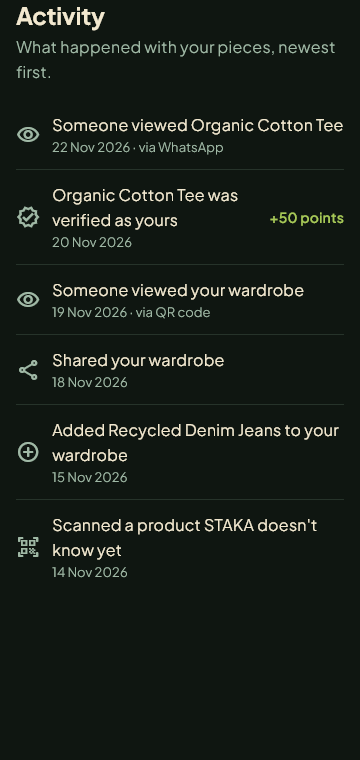 Activity
What happened with your pieces, newest
first.
Someone viewed Organic Cotton Tee
22 Nov 2026 · via WhatsApp
Organic Cotton Tee was
verified as yours
+50 points
20 Nov 2026
Someone viewed your wardrobe
19 Nov 2026 · via QR code
Shared your wardrobe
18 Nov 2026
Added Recycled Denim Jeans to your
wardrobe
15 Nov 2026
Scanned a product STAKA doesn't
know yet
14 Nov 2026